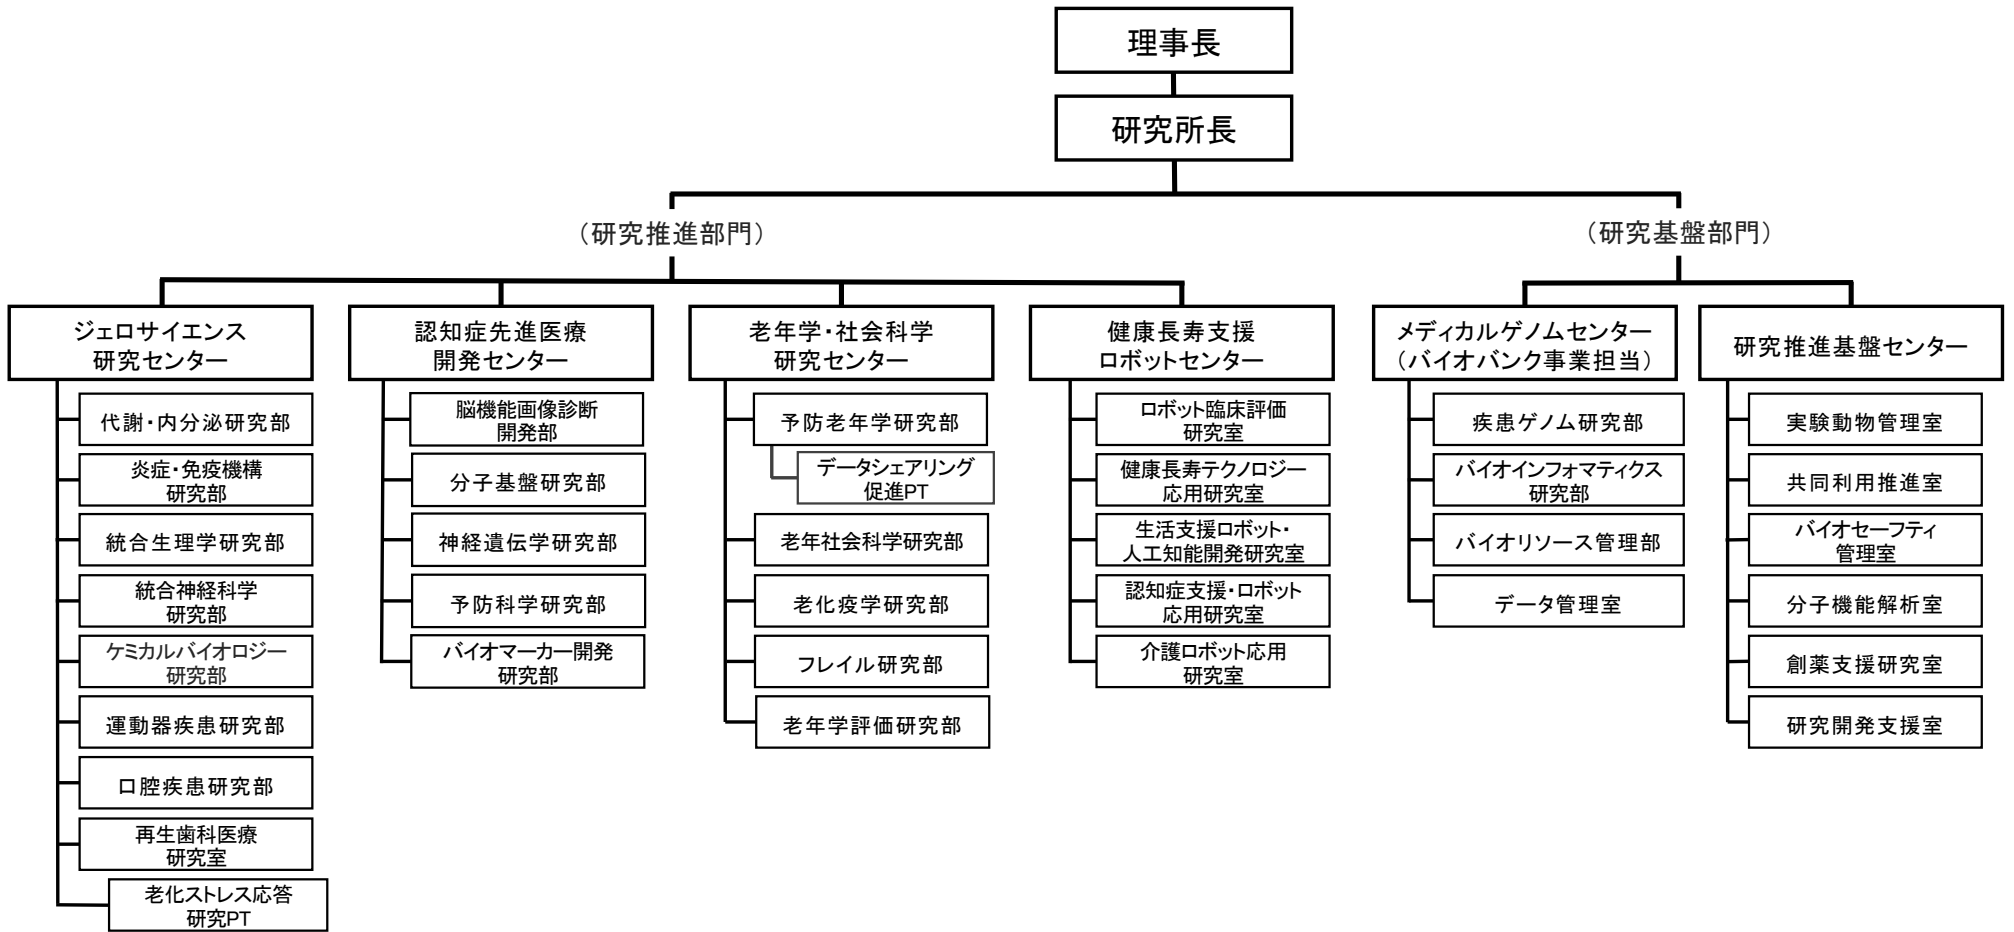 理事長
研究所長
（研究推進部門）
（研究基盤部門）
ジェロサイエンス
研究センター
代謝・内分泌研究部
炎症・免疫機構
研究部
統合生理学研究部
統合神経科学
研究部
ケミカルバイオロジー
研究部
運動器疾患研究部
口腔疾患研究部
再生歯科医療
研究室
老化ストレス応答
研究PT
認知症先進医療
開発センター
脳機能画像診断
開発部
分子基盤研究部
神経遺伝学研究部
予防科学研究部
バイオマーカー開発
研究部
老年学・社会科学
研究センター
予防老年学研究部
データシェアリング
促進PT
老年社会科学研究部
老化疫学研究部
フレイル研究部
老年学評価研究部
健康長寿支援
ロボットセンター
ロボット臨床評価
研究室
健康長寿テクノロジー
応用研究室
生活支援ロボット・
人工知能開発研究室
認知症支援・ロボット
応用研究室
介護ロボット応用
研究室
メディカルゲノムセンター
（バイオバンク事業担当）
疾患ゲノム研究部
バイオインフォマティクス
研究部
バイオリソース管理部
データ管理室
研究推進基盤センター
実験動物管理室
共同利用推進室
バイオセーフティ
管理室
分子機能解析室
創薬支援研究室
研究開発支援室